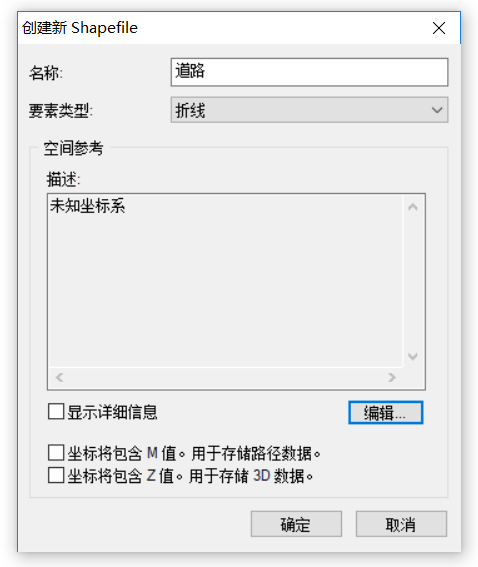 创建新 Shapefile
名称:
道路
要素类型:
折线
空间参考
描述:
未知坐标系
显示详细信息
编辑...
坐标将包含 M 值。用于存储路径数据。
坐标将包含 Z 值。用于存储 3D 数据。
确定
取消